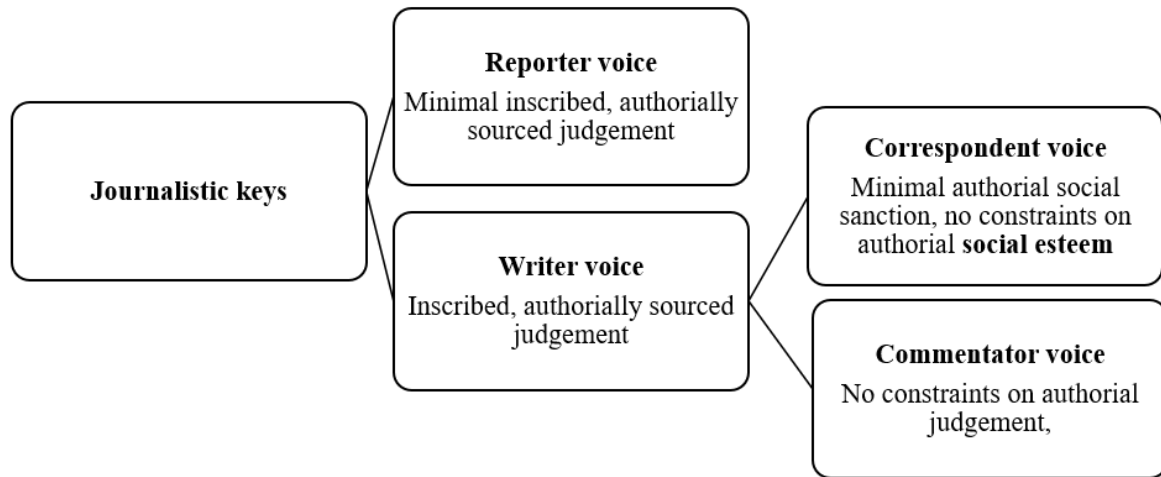 Journalistic keys
Reporter voice
Minimal inscribed, authorially
sourced judgement
Writer voice
Inscribed, authorially sourced
judgement
Correspondent voice
Minimal authorial social
sanction, no constraints on
authorial social esteem
Commentator voice
No constraints on authorial
judgement,